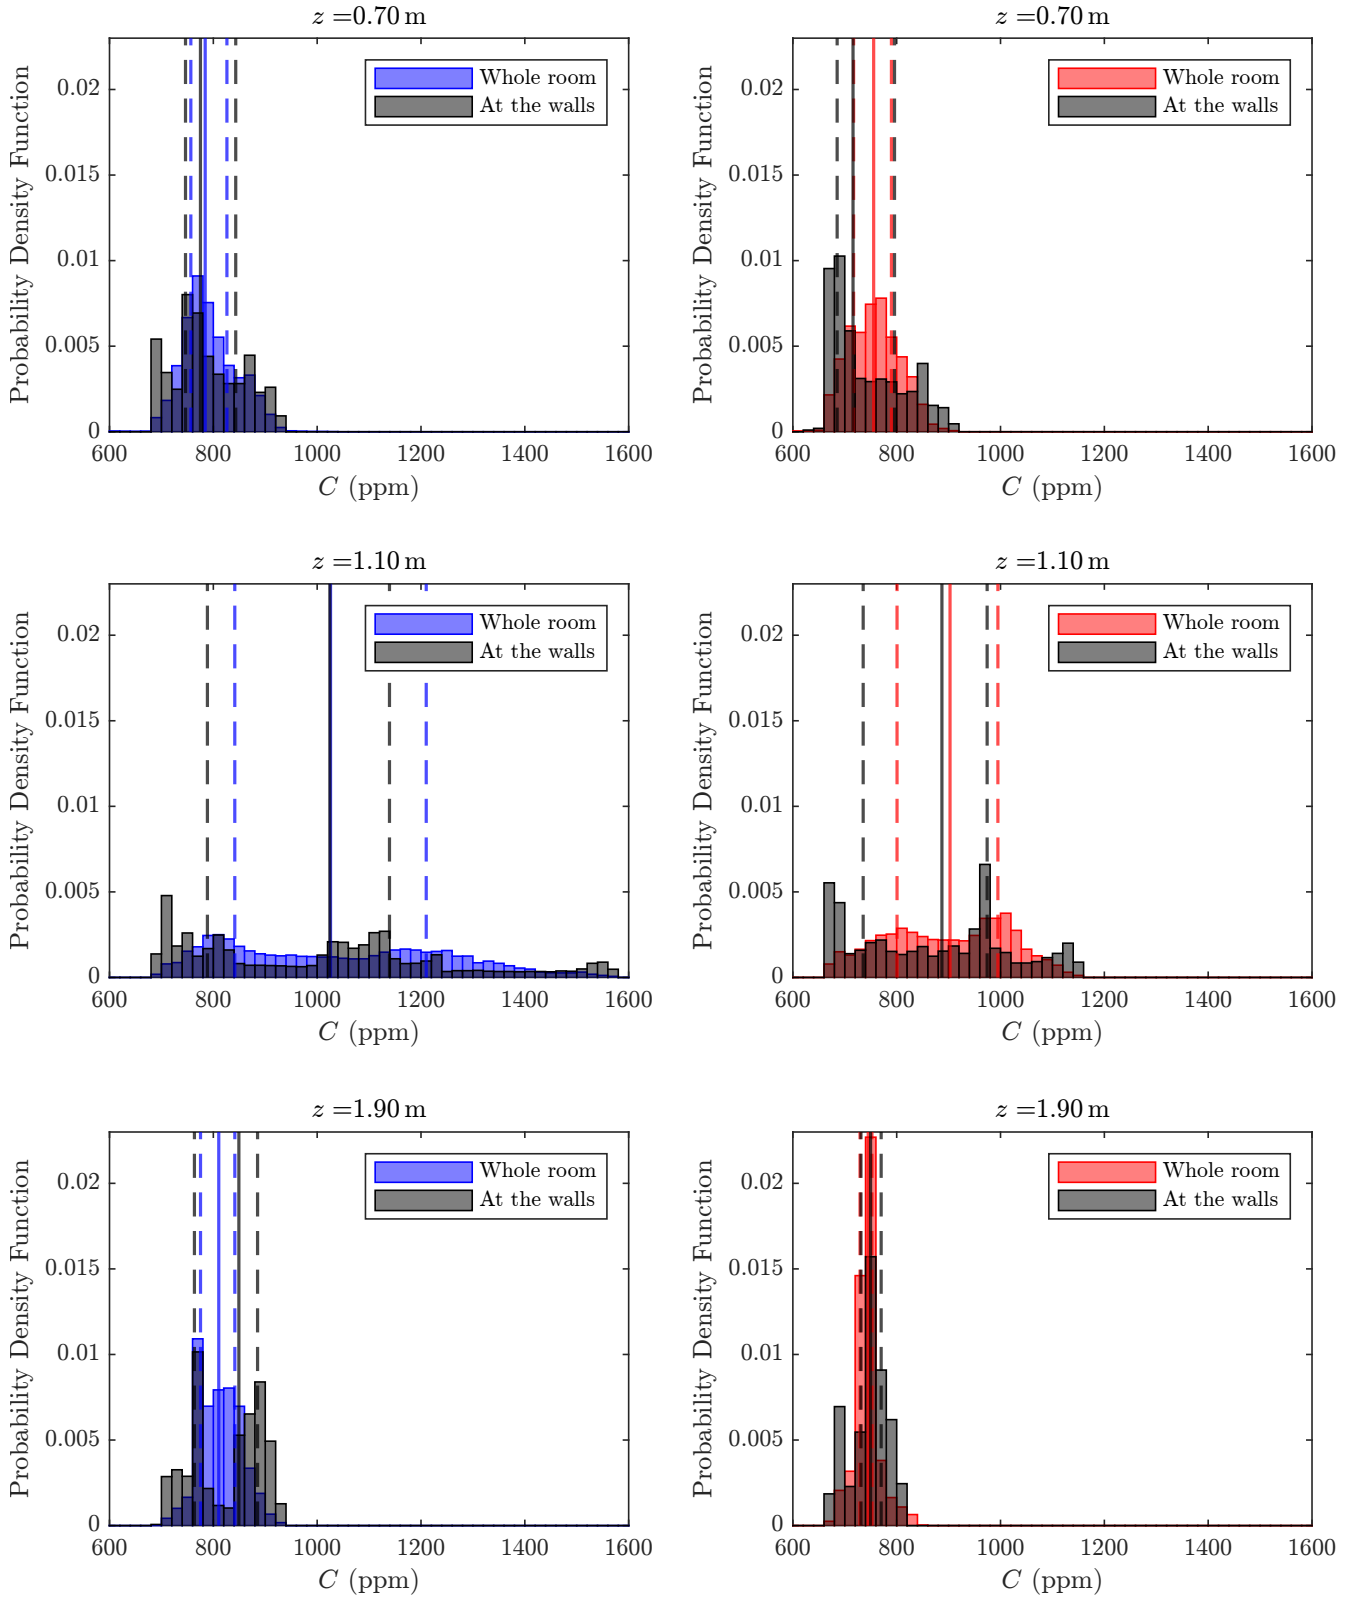 z =0.70 m
Probability Density Function
0.02
0.015
0.01
0.005
0
600 800 1000 1200 1400 1600
C (ppm)
Whole room
At the walls
z =0.70 m
Probability Density Function
0.02
0.015
0.01
0.005
0
600 800 1000 1200 1400 1600
C (ppm)
Whole room
At the walls
z =1.10 m
Probability Density Function
0.02
0.015
0.01
0.005
0
600 800 1000 1200 1400 1600
C (ppm)
Whole room
At the walls
z =1.10 m
Probability Density Function
0.02
0.015
0.01
0.005
0
600 800 1000 1200 1400 1600
C (ppm)
Whole room
At the walls
z =1.90 m
Probability Density Function
0.02
0.015
0.01
0.005
0
600 800 1000 1200 1400 1600
C (ppm)
Whole room
At the walls
z =1.90 m
Probability Density Function
0.02
0.015
0.01
0.005
0
600 800 1000 1200 1400 1600
C (ppm)
Whole room
At the walls